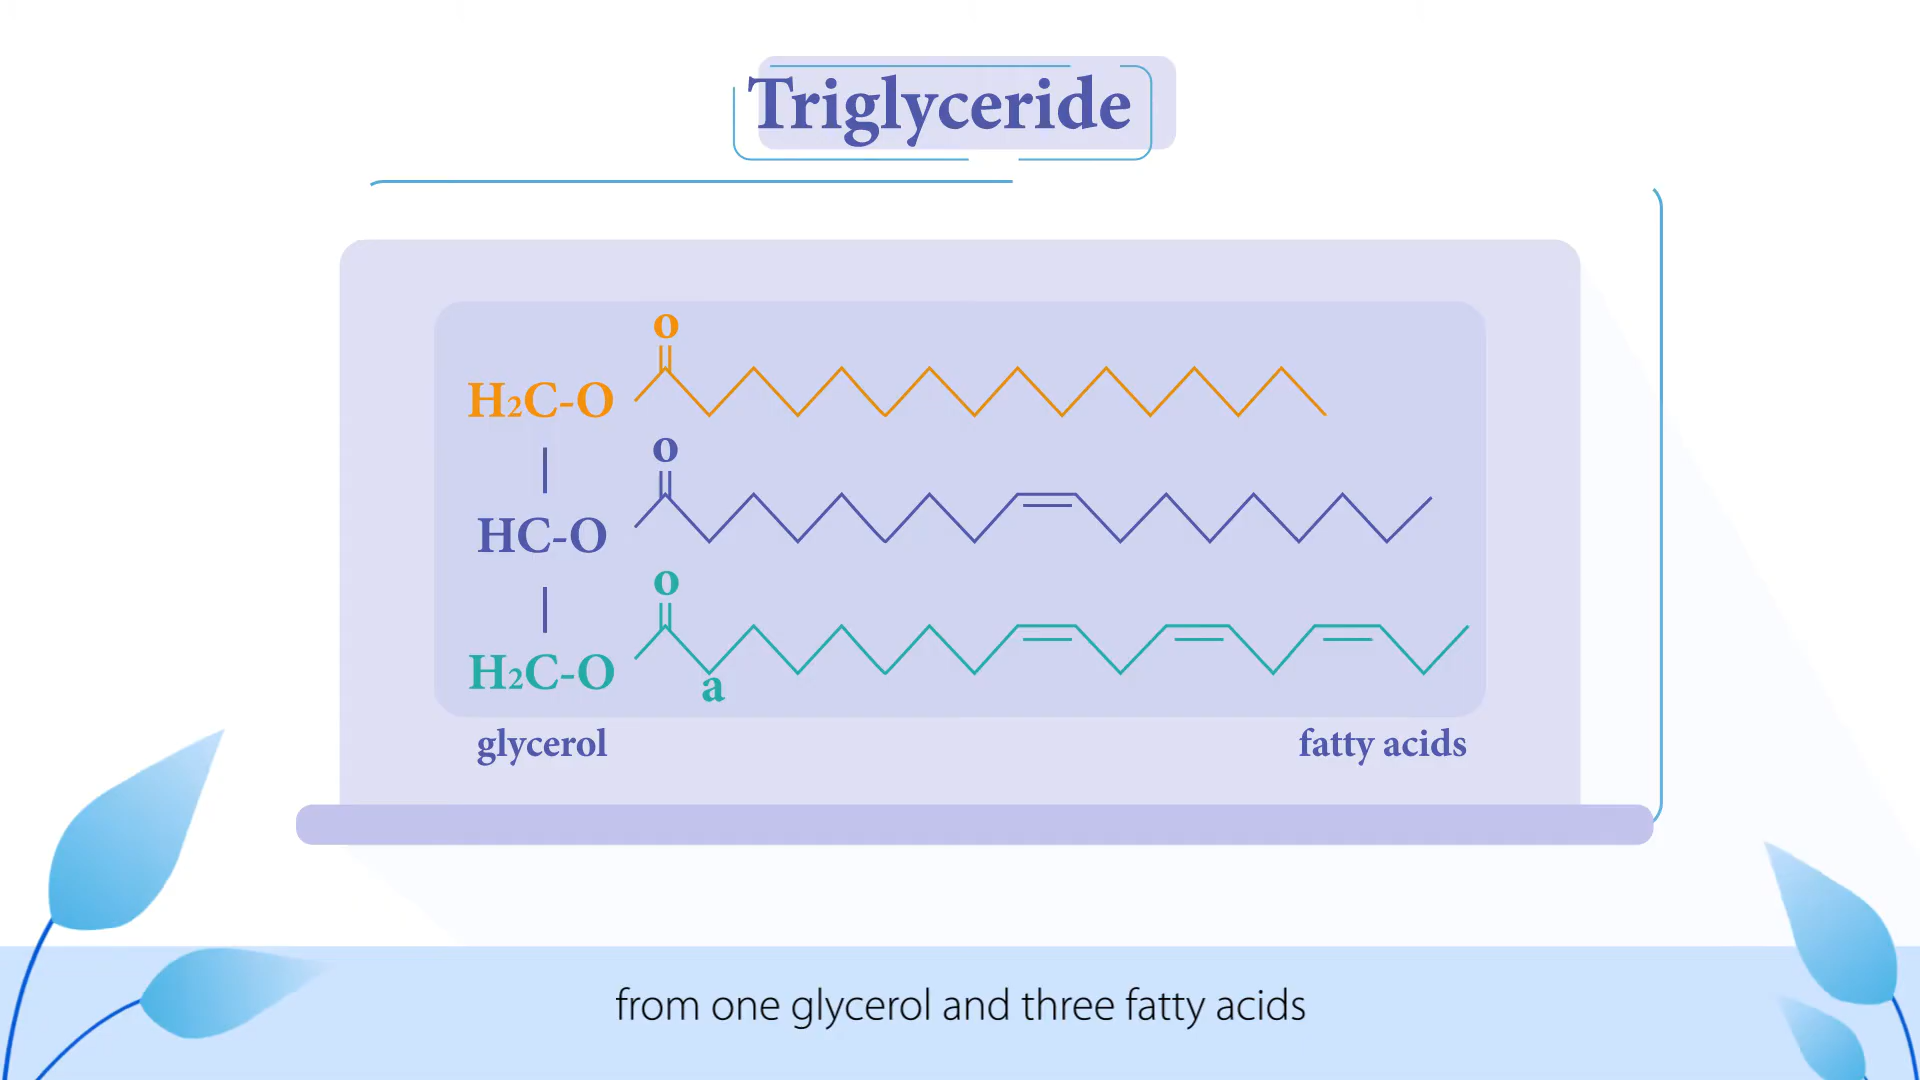 Triglyceride
o
H₂C-O
o
HC-O
o
H₂C-O
a
glycerol fatty acids
from one glycerol and three fatty acids